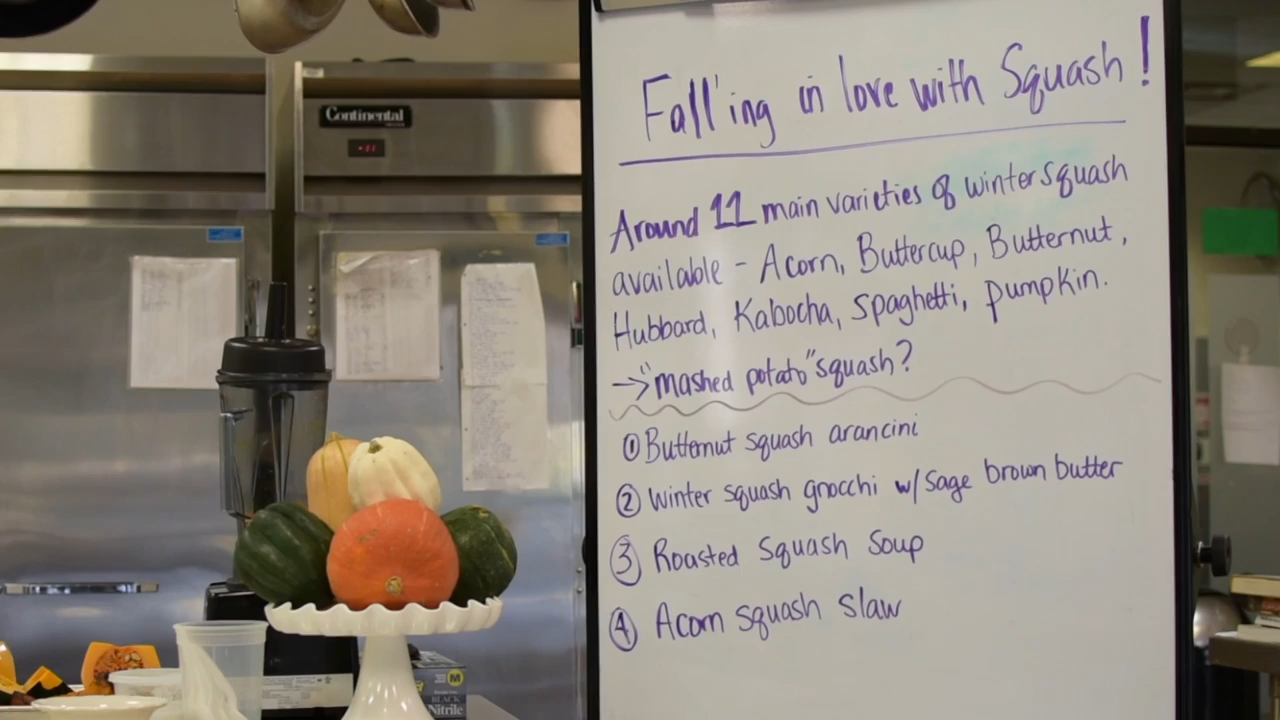 Fall'ing in love with Squash!
Around 11 main varieties of winter squash
available - Acorn, Buttercup, Butternut,
Hubbard, Kabocha, spaghetti, pumpkin.
→ "mashed potato" squash?
① Butternut squash arancini
② Winter squash gnocchi w/ Sage brown butter
③ Roasted Squash Soup
④ Acorn squash slaw
Continental
M
BLACK
Nitrile